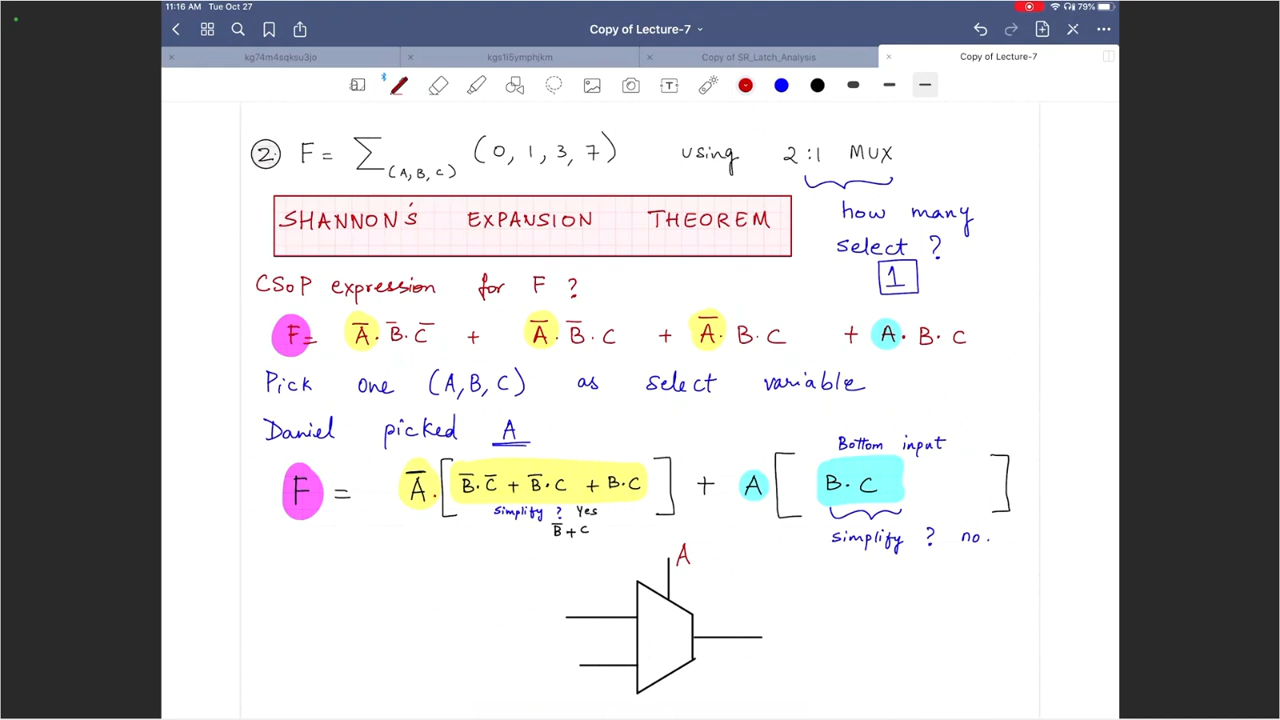 11:16 AM Tue Oct 27
79%
Copy of Lecture-7
kg74m4sqksu3jo
kgs1i5ymphjkm
Copy of SR_Latch_Analysis
Copy of Lecture-7
② F = ∑(A,B,C) (0, 1, 3, 7) using 2:1 MUX
SHANNON'S EXPANSION THEOREM
how many
select ?
1
CSoP expression for F ?
F = A̅·B̅·C̅ + A̅·B̅·C + A̅·B·C + A·B·C
Pick one (A,B,C) as select variable
Daniel picked A
Bottom input
F = A̅·[B̅·C̅ + B̅·C + B·C] + A[B·C]
simplify ? Yes
B̅+C
simplify ? no.
A